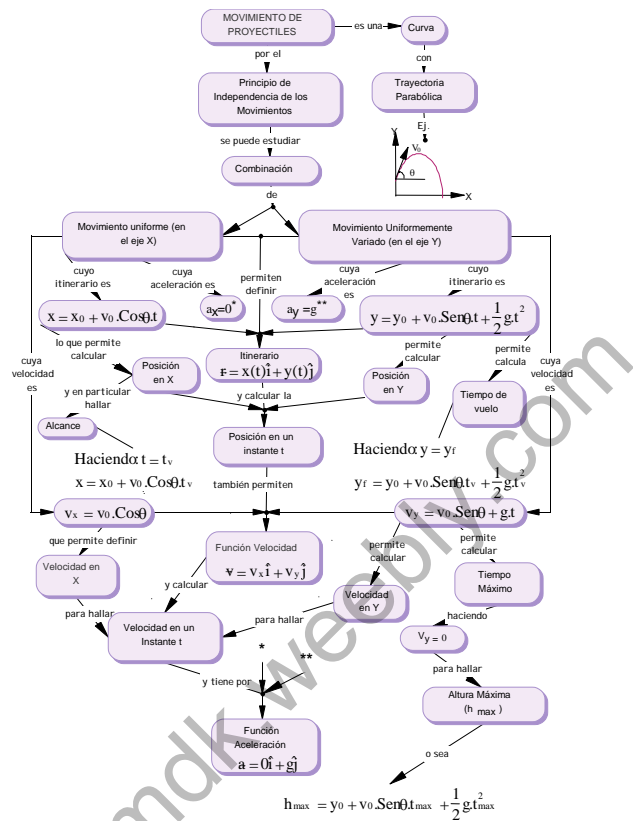 MOVIMIENTO DE
PROYECTILES
es una
Curva
por el
con
Principio de
Independencia de los
Movimientos
Trayectoria
Parabólica
se puede estudiar
Ej.
Y
V₀
θ
X
Combinación
de
Movimiento uniforme (en
el eje X)
Movimiento Uniformemente
Variado (en el eje Y)
cuyo
itinerario es
cuya
aceleración es
permiten
definir
cuya
aceleración
es
cuyo
itinerario es
x = x₀ + v₀.Cosθ.t
aₓ=0*
ay =g**
y = y₀ + v₀.Senθ.t + 1/2 g.t²
lo que permite
calcular
permite
calcular
permite
calcula
cuya
velocidad
es
cuya
velocidad
es
Posición
en X
Itinerario
r = x(t)î + y(t)ĵ
Posición
en Y
Tiempo de
vuelo
y en particular
hallar
y calcular la
Alcance
Posición en un
instante t
Haciendo: t = tᵥ
x = x₀ + v₀.Cosθ.tᵥ
Haciendo: y = y_f
y_f = y₀ + v₀.Senθ.tᵥ + 1/2 g.tᵥ²
también permiten
vₓ = v₀.Cosθ
v_y = v₀.Senθ + g.t
que permite definir
Función Velocidad
v = vₓî + v_yĵ
permite
calcular
permite
calcular
Velocidad en
X
y calcular
Velocidad
en Y
Tiempo
Máximo
para hallar
Velocidad en un
Instante t
para hallar
haciendo
Vy = 0
*
**
y tiene por
para hallar
Función
Aceleración
a = 0î + gĵ
Altura Máxima
(h max )
o sea
h_max = y₀ + v₀.Senθ.t_max + 1/2 g.t²_max
mdk.weebly.com